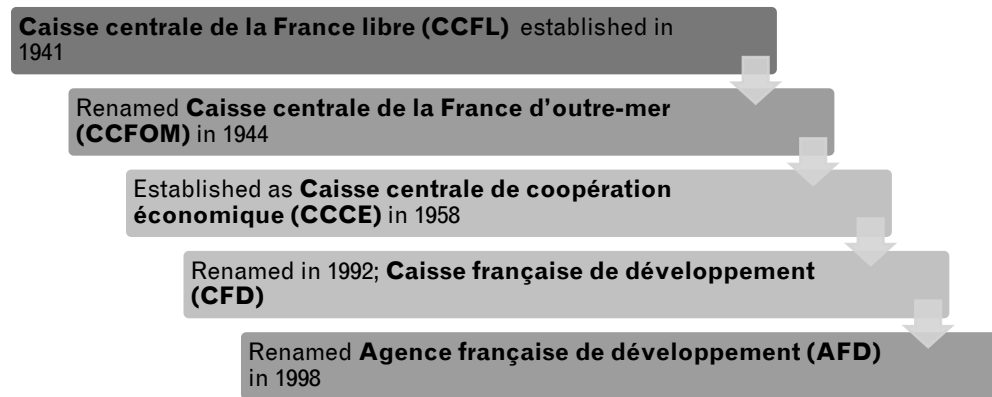 Caisse centrale de la France libre (CCFL) established in
1941
Renamed Caisse centrale de la France d'outre-mer
(CCFOM) in 1944
Established as Caisse centrale de coopération
économique (CCCE) in 1958
Renamed in 1992; Caisse française de développement
(CFD)
Renamed Agence française de développement (AFD)
in 1998